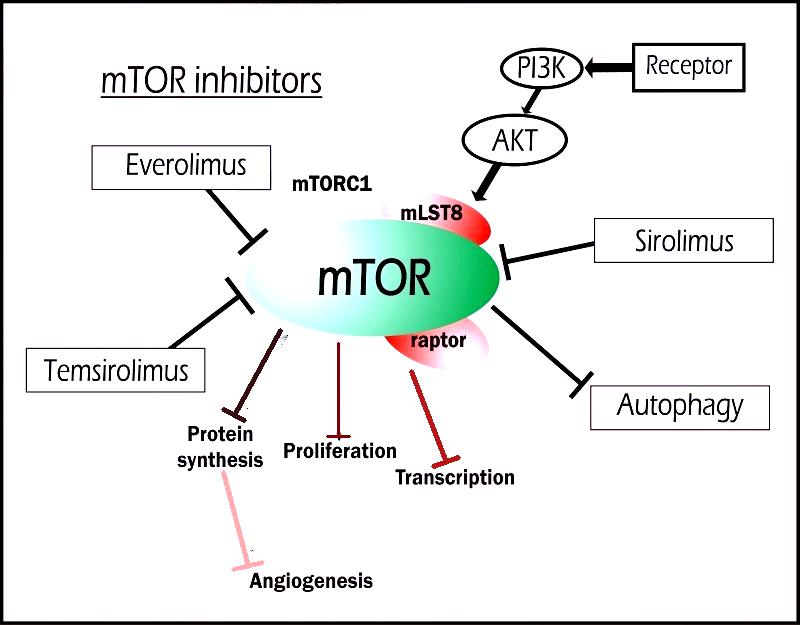 mTOR inhibitors
PI3K
Receptor
AKT
Everolimus
mTORC1
mLST8
Sirolimus
mTOR
raptor
Temsirolimus
Autophagy
Protein
synthesis
Proliferation
Transcription
Angiogenesis